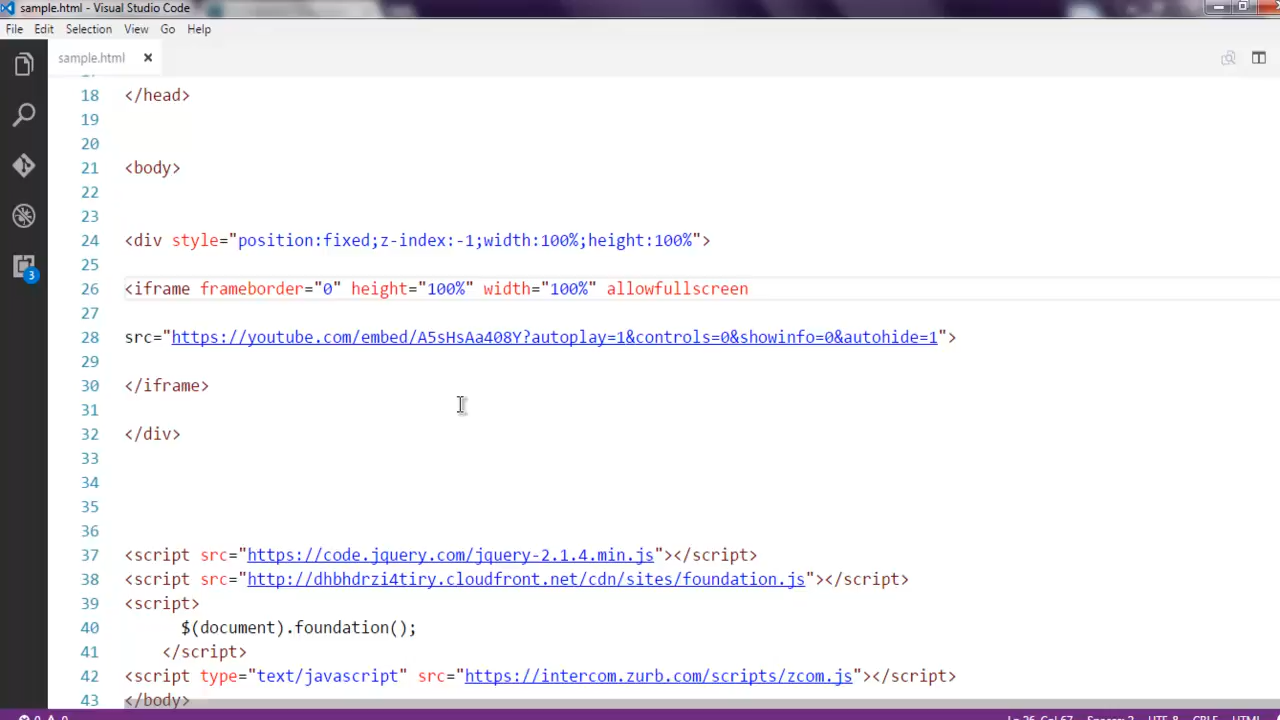 sample.html - Visual Studio Code
File Edit Selection View Go Help
sample.html
18 </head>
19
20
21 <body>
22
23
24 <div style="position:fixed;z-index:-1;width:100%;height:100%">
25
26 <iframe frameborder="0" height="100%" width="100%" allowfullscreen
27
28 src="https://youtube.com/embed/A5sHsAa408Y?autoplay=1&controls=0&showinfo=0&autohide=1">
29
30 </iframe>
31
32 </div>
33
34
35
36
37 <script src="https://code.jquery.com/jquery-2.1.4.min.js"></script>
38 <script src="http://dhbhdrzi4tiry.cloudfront.net/cdn/sites/foundation.js"></script>
39 <script>
40 $(document).foundation();
41 </script>
42 <script type="text/javascript" src="https://intercom.zurb.com/scripts/zcom.js"></script>
43 </body>
3